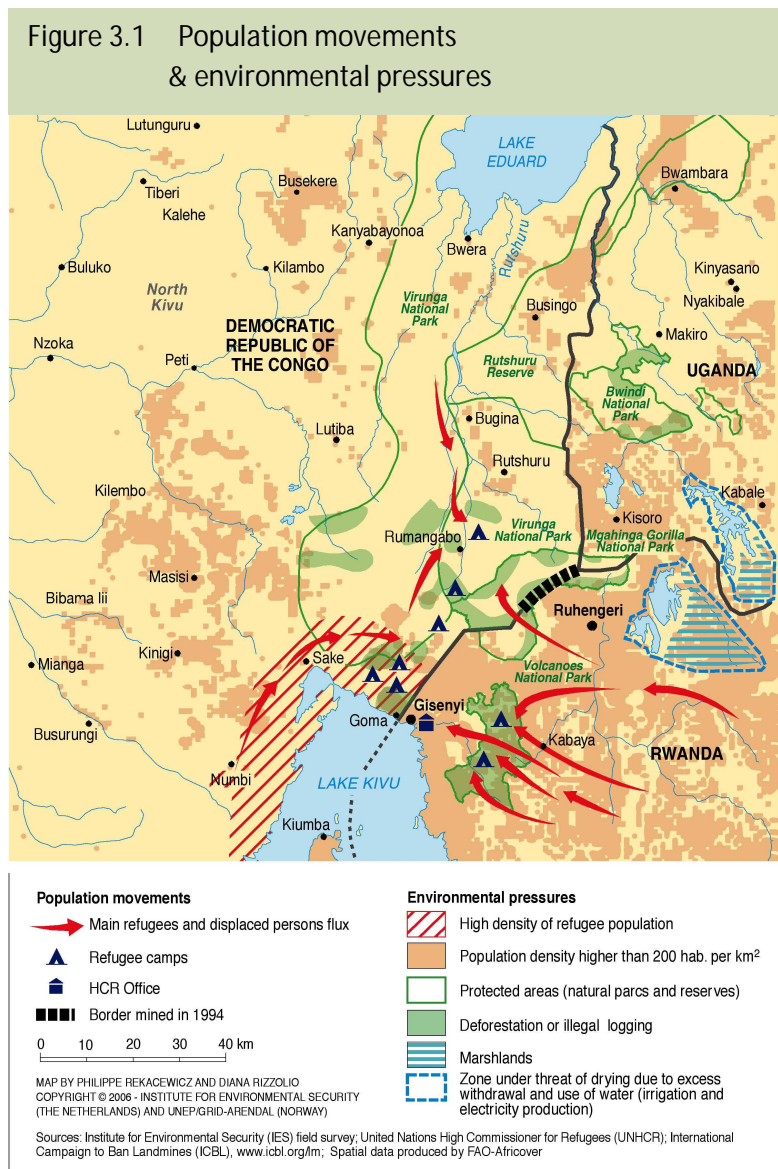 Figure 3.1 Population movements
& environmental pressures
Lutunguru
LAKE
EDUARD
Tiberi
Kalehe
Busekere
Bwambara
Kanyabayonoa
Bwera
Rutshuru
Buluko
Kilambo
Kinyasano
Nyakibale
North
Kivu
Virunga
National
Park
Busingo
Makiro
Nzoka
DEMOCRATIC
REPUBLIC OF
THE CONGO
Peti
Rutshuru
Reserve
UGANDA
Bwindi
National
Park
Lutiba
Bugina
Rutshuru
Kilembo
Kabale
Kisoro
Virunga
National Park
Mgahinga Gorilla
National Park
Rumangabo
Masisi
Bibama Iii
Ruhengeri
Kinigi
Mianga
Sake
Volcanoes
National Park
Gisenyi
Goma
Busurungi
Kabaya
RWANDA
Numbi
LAKE KIVU
Kiumba
Population movements
Main refugees and displaced persons flux
Refugee camps
HCR Office
Border mined in 1994
0 10 20 30 40 km
MAP BY PHILIPPE REKACEWICZ AND DIANA RIZZOLIO
COPYRIGHT © 2006 - INSTITUTE FOR ENVIRONMENTAL SECURITY
(THE NETHERLANDS) AND UNEP/GRID-ARENDAL (NORWAY)
Environmental pressures
High density of refugee population
Population density higher than 200 hab. per km²
Protected areas (natural parcs and reserves)
Deforestation or illegal logging
Marshlands
Zone under threat of drying due to excess
withdrawal and use of water (irrigation and
electricity production)
Sources: Institute for Environmental Security (IES) field survey; United Nations High Commissioner for Refugees (UNHCR); International
Campaign to Ban Landmines (ICBL), www.icbl.org/lm; Spatial data produced by FAO-Africover